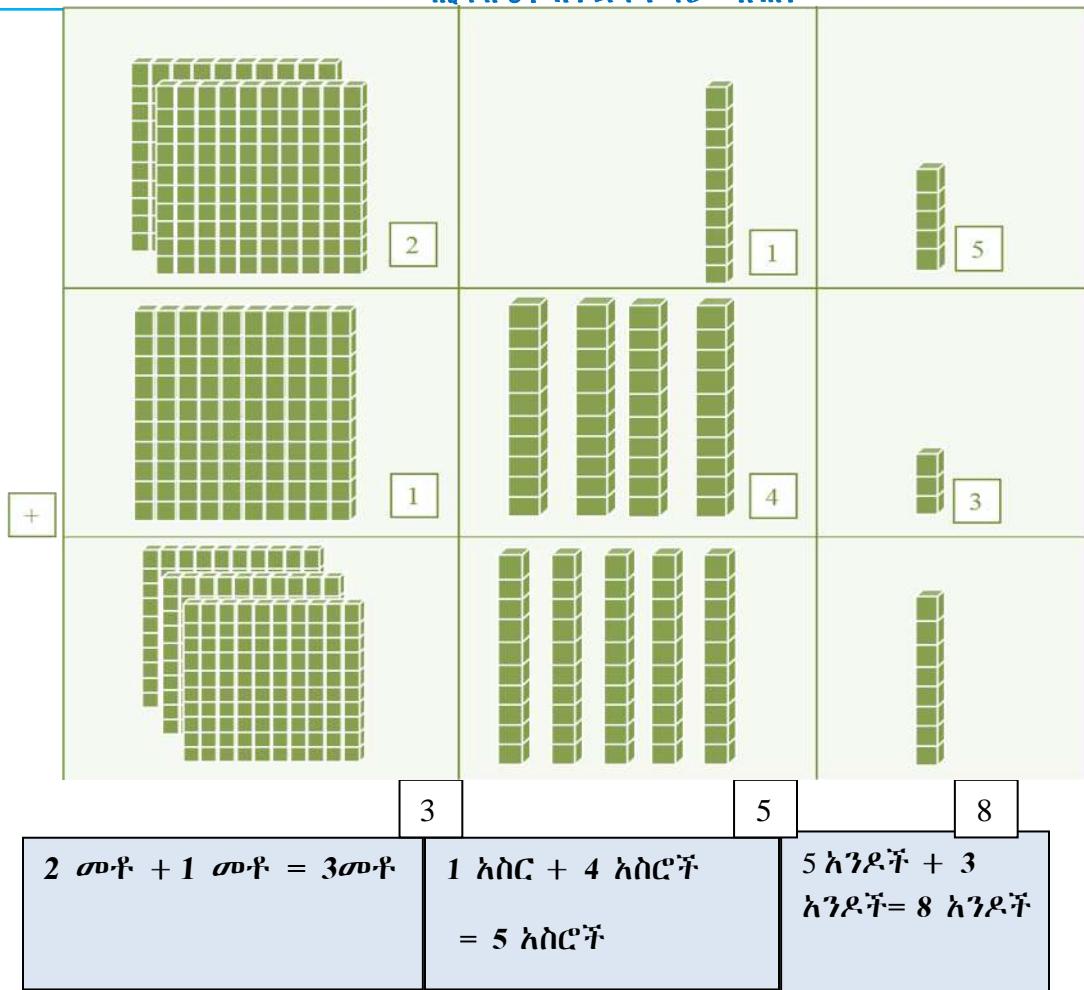 2
1
5
1
4
3
+
3
5
8
2 መቶ + 1 መቶ = 3መቶ
1 አስር + 4 አስሮች
= 5 አስሮች
5 አንዶች + 3
አንዶች= 8 አንዶች